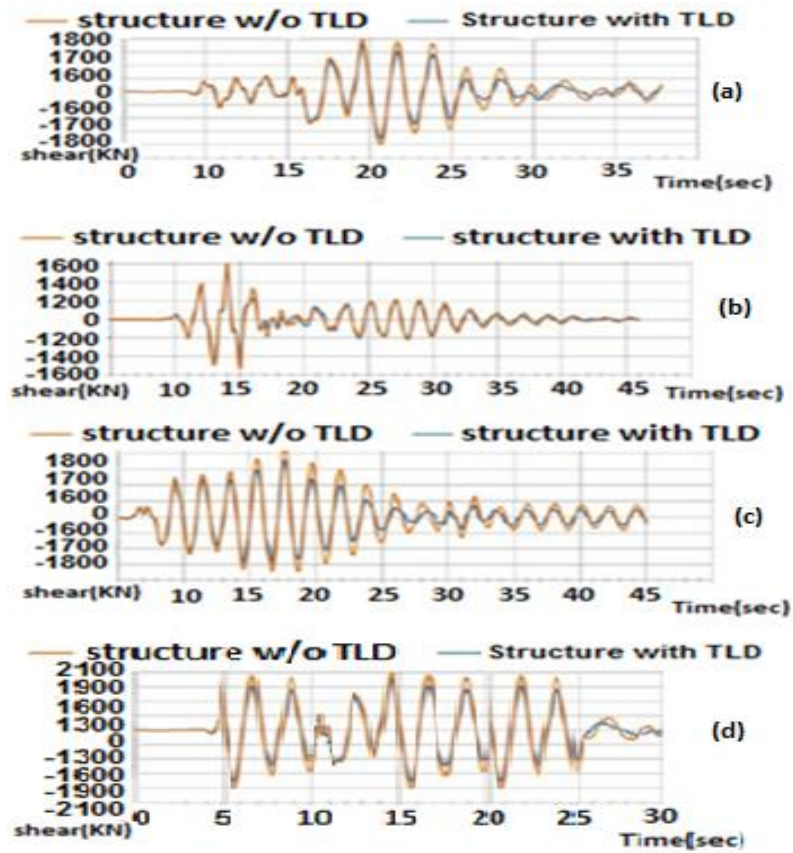 structure w/o TLD Structure with TLD
1800
1700
1600
0
-1600
-1700
-1800
shear(KN)
0 10 15 20 25 30 35
Time(sec)
(a)
structure w/o TLD structure with TLD
1600
1400
1200
0
-1200
-1400
-1600
shear(KN)
10 15 20 25 30 35 40 45
Time(sec)
(b)
structure w/o TLD structure with TLD
1800
1700
1600
0
-1600
-1700
-1800
shear(KN)
10 15 20 25 30 35 40 45
Time(sec)
(c)
structure w/o TLD Structure with TLD
2100
1900
1600
1300
0
-1300
-1600
-1900
-2100
shear(KN)
0 5 10 15 20 25 30
Time(sec)
(d)